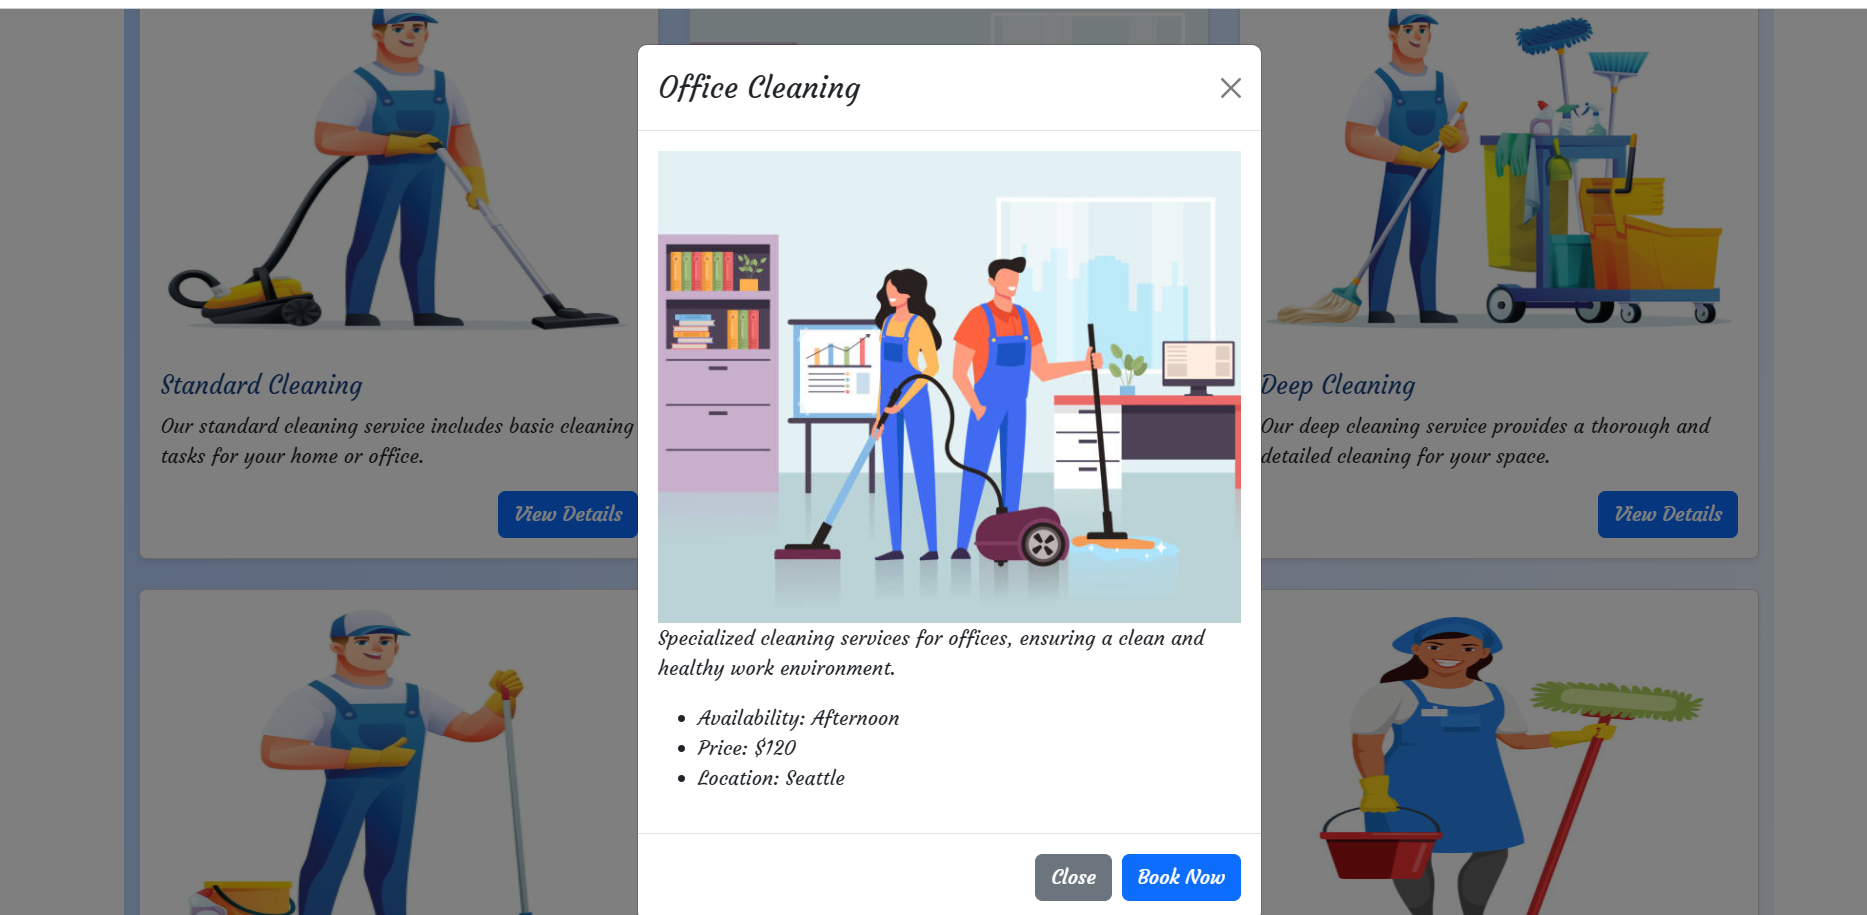 Office Cleaning
Standard Cleaning
Our standard cleaning service includes basic cleaning
tasks for your home or office.
View Details
Specialized cleaning services for offices, ensuring a clean and
healthy work environment.
Availability: Afternoon
Price: $120
Location: Seattle
Close
Book Now
Deep Cleaning
Our deep cleaning service provides a thorough and
detailed cleaning for your space.
View Details